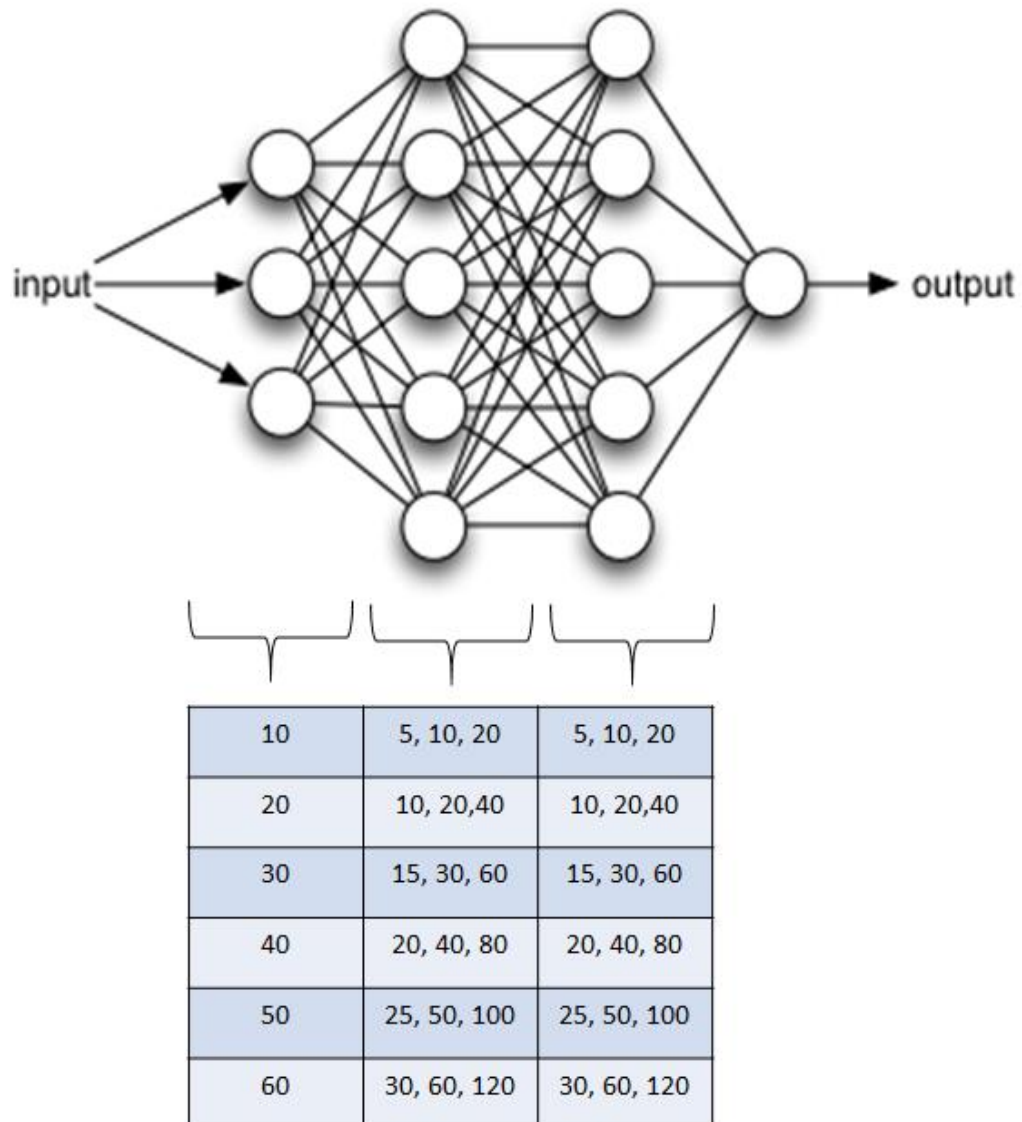 input
output
10 5, 10, 20 5, 10, 20
20 10, 20,40 10, 20,40
30 15, 30, 60 15, 30, 60
40 20, 40, 80 20, 40, 80
50 25, 50, 100 25, 50, 100
60 30, 60, 120 30, 60, 120